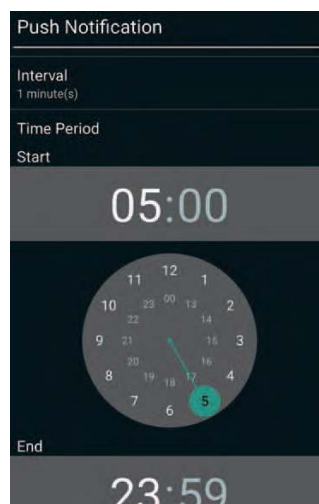 Push Notification
Interval
1 minute(s)
Time Period
Start
05:00
12
11 1
23 00 13
10 2
22 14
9 21 15 3
20 16
8 4
19 18 17
7 5
6
End
23:59